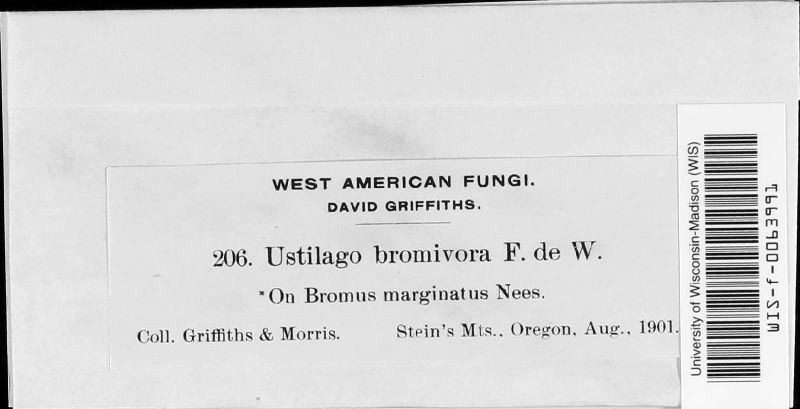 WEST AMERICAN FUNGI.
DAVID GRIFFITHS.
206. Ustilago bromivora F. de W.
*On Bromus marginatus Nees.
Coll. Griffiths & Morris. Stein's Mts., Oregon, Aug., 1901.
University of Wisconsin-Madison (WIS)
WIS-f-0063991